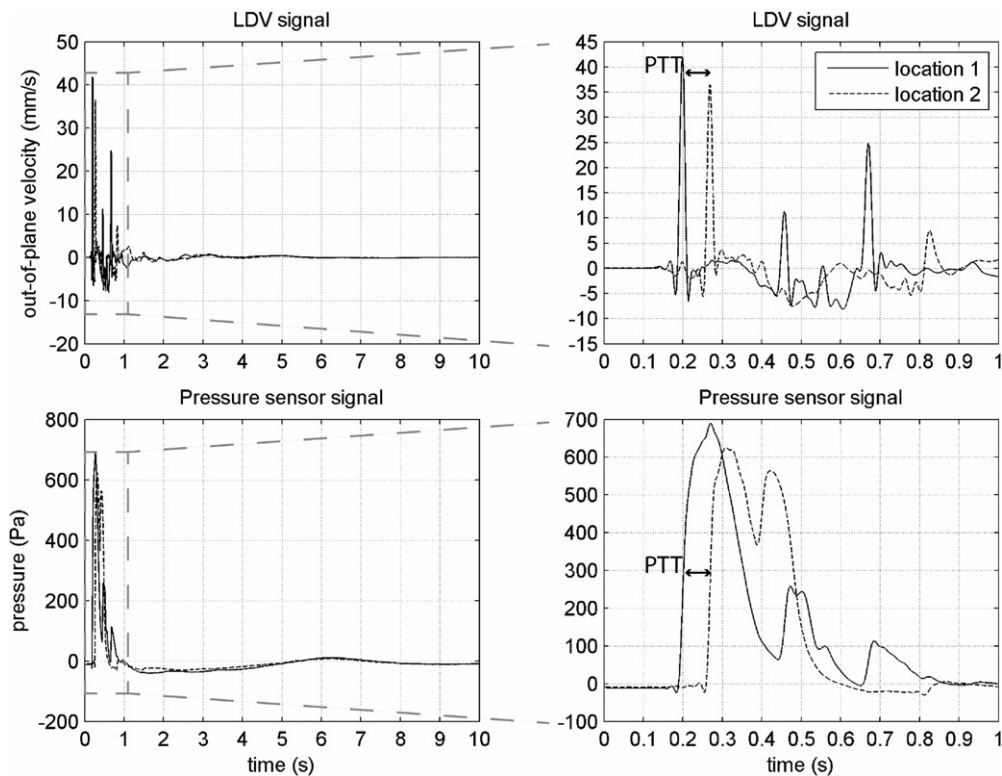 LDV signal
50
40
30
20
10
0
-10
-20
out-of-plane velocity (mm/s)
0 1 2 3 4 5 6 7 8 9 10
LDV signal
45
40
35
30
25
20
15
10
5
0
-5
-10
-15
PTT
location 1
location 2
0 0.1 0.2 0.3 0.4 0.5 0.6 0.7 0.8 0.9 1
Pressure sensor signal
800
600
400
200
0
-200
pressure (Pa)
0 1 2 3 4 5 6 7 8 9 10
time (s)
Pressure sensor signal
700
600
500
400
300
200
100
0
-100
PTT
0 0.1 0.2 0.3 0.4 0.5 0.6 0.7 0.8 0.9 1
time (s)